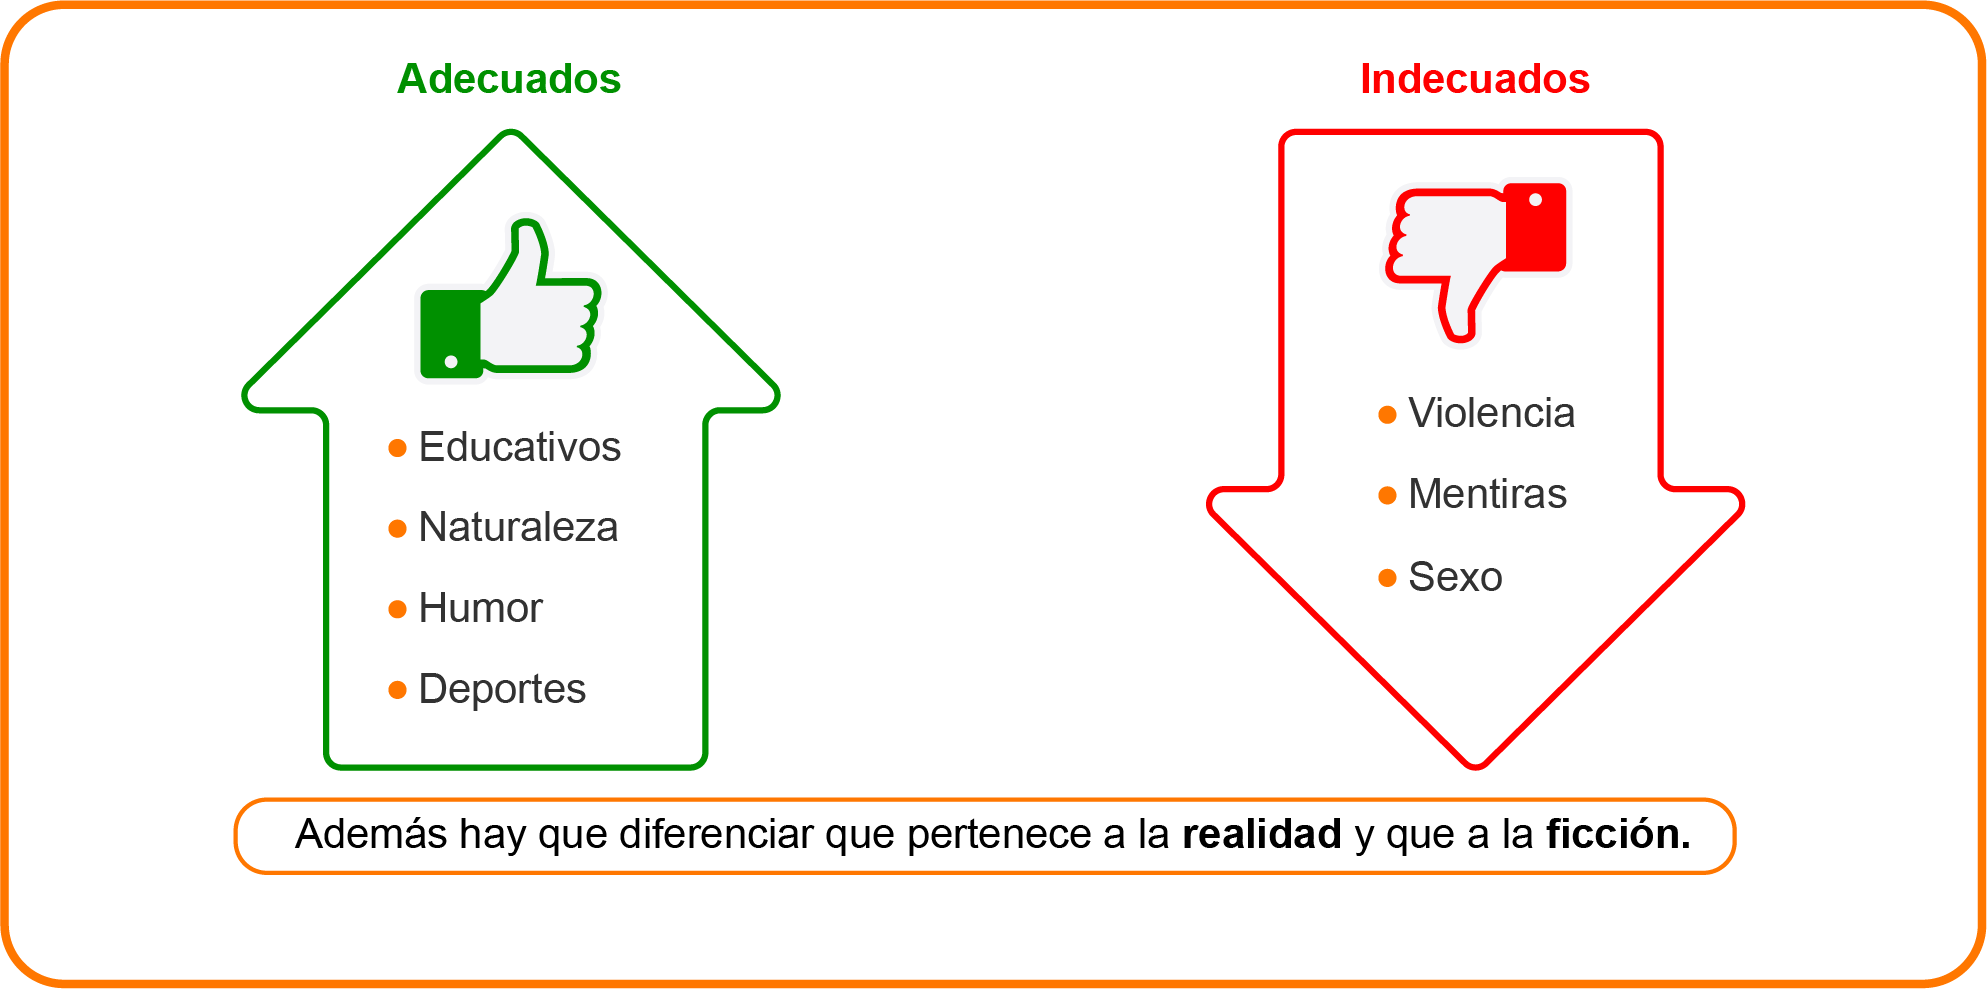 Adecuados
Educativos
Naturaleza
Humor
Deportes
Indecuados
Violencia
Mentiras
Sexo
Además hay que diferenciar que pertenece a la realidad y que a la ficción.